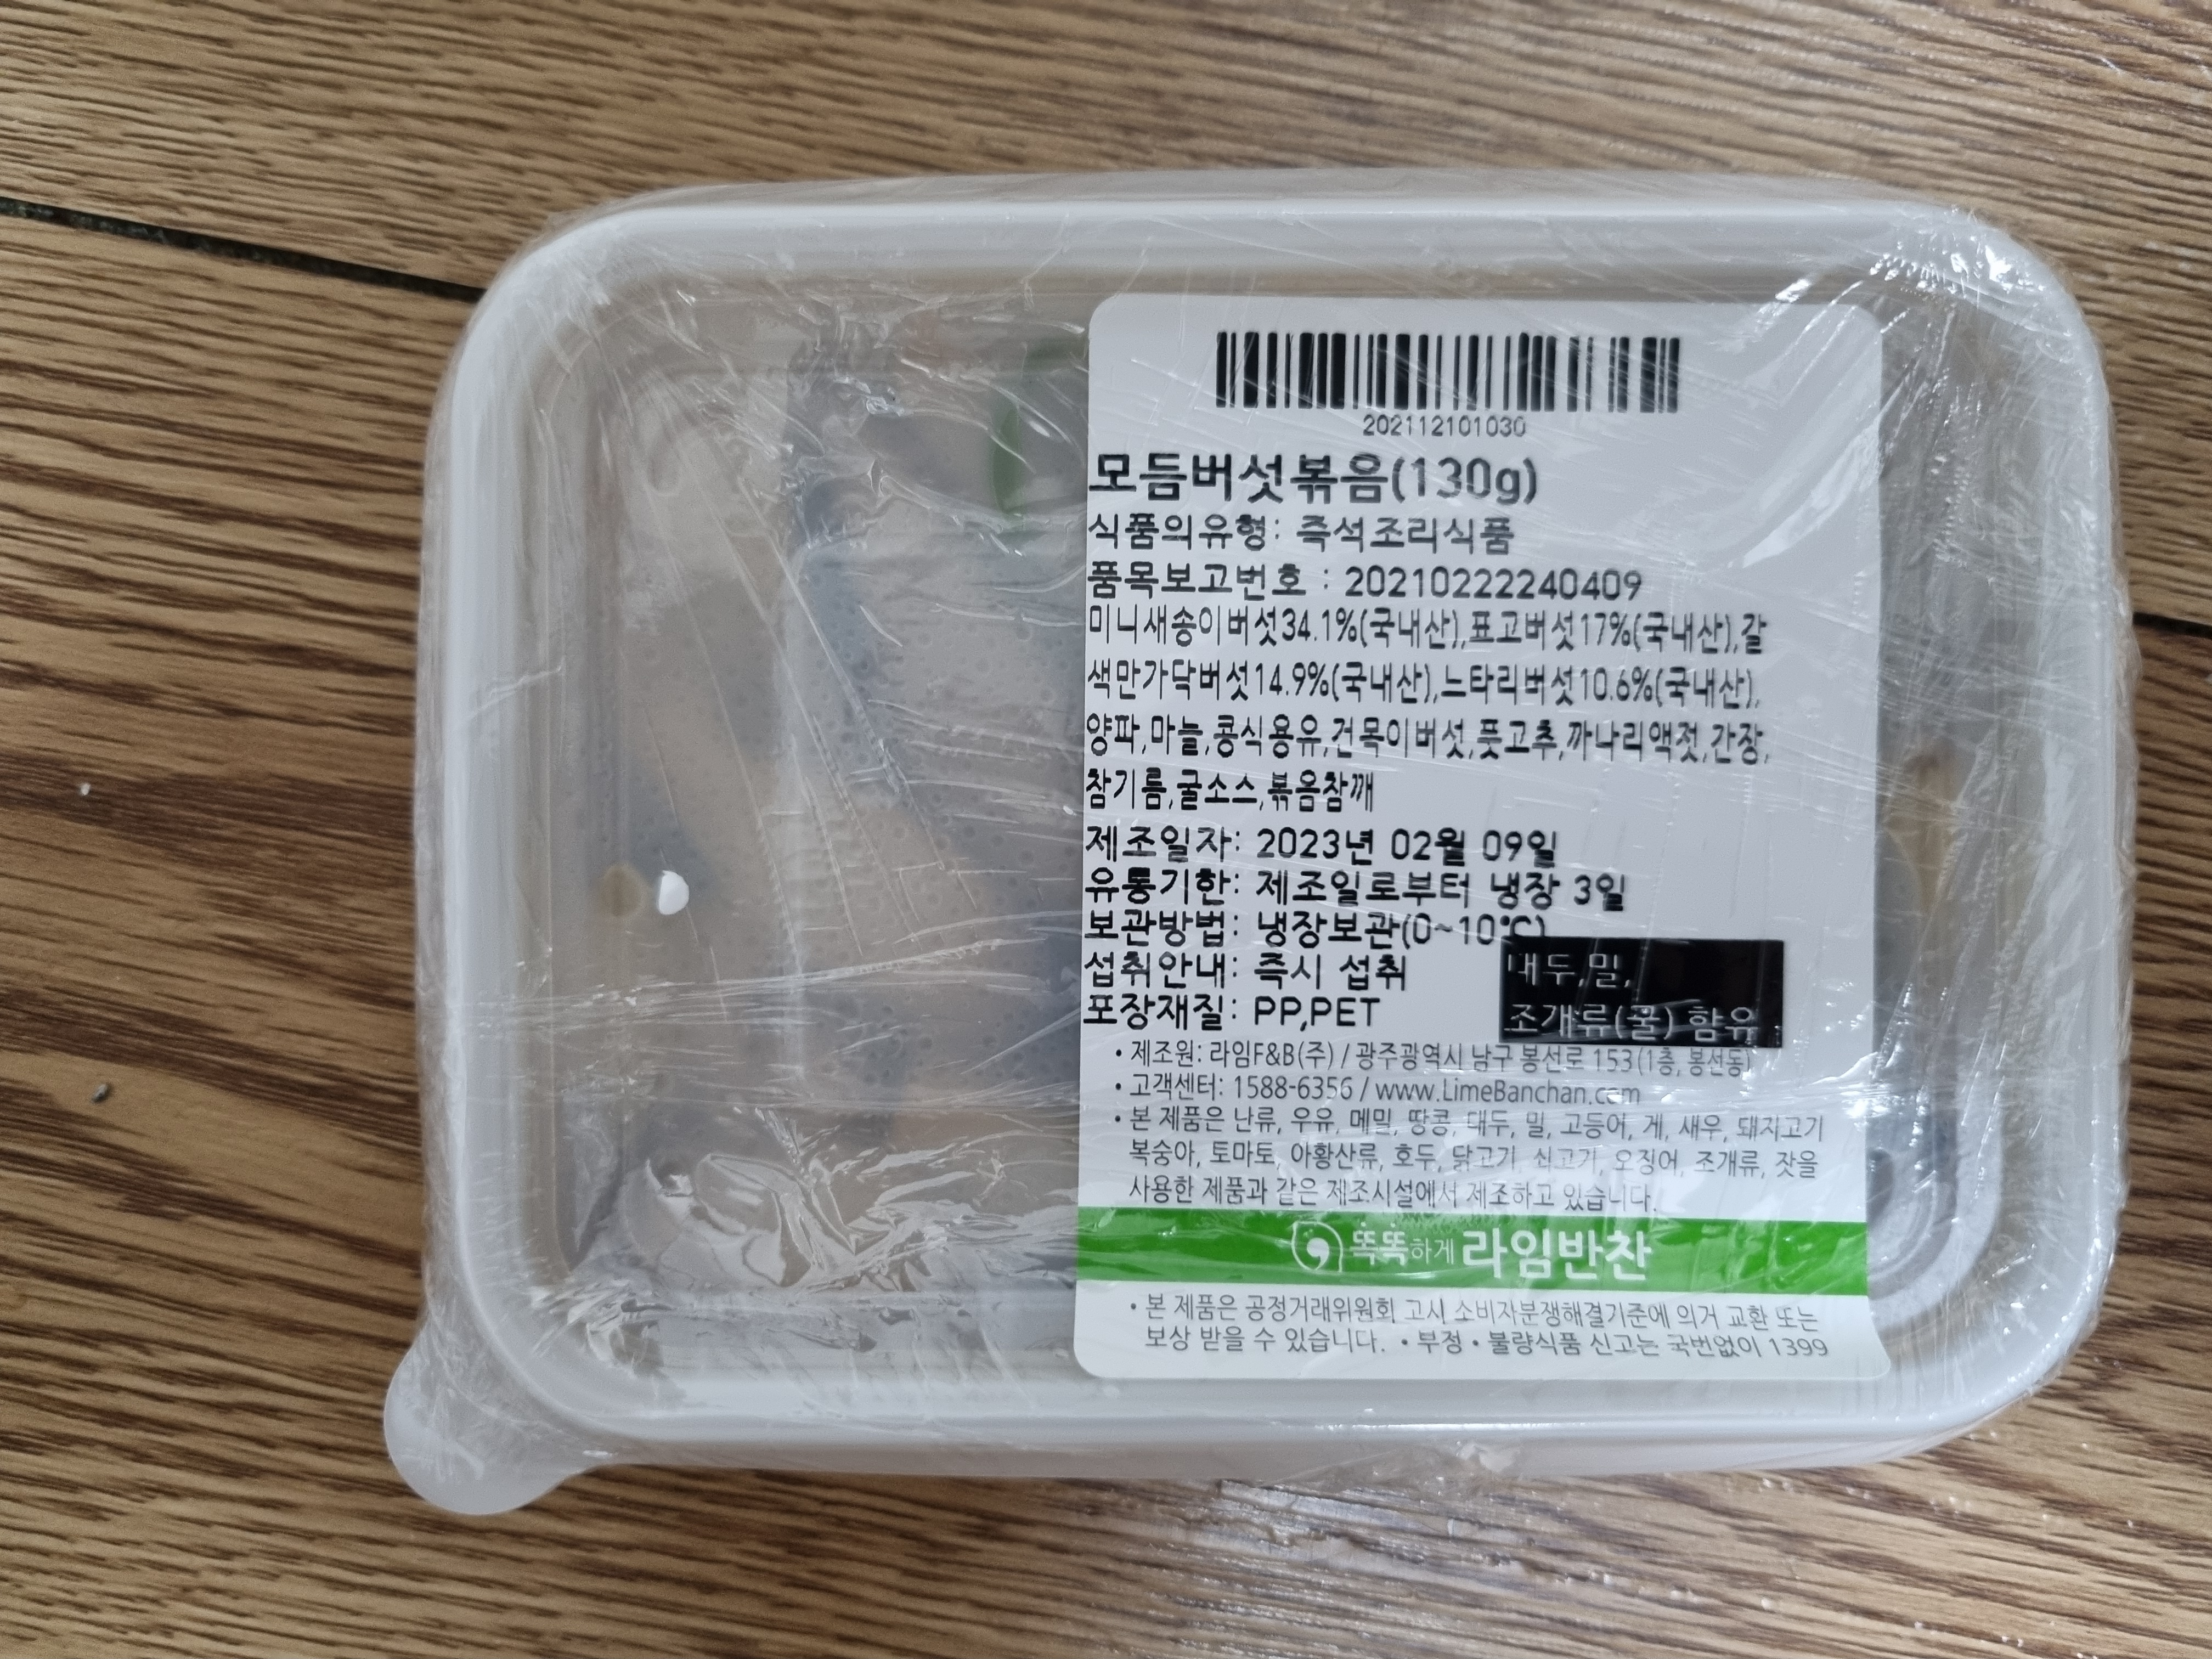 202112101030
모듬버섯볶음(130g)
식품의유형: 즉석조리식품
품목보고번호 : 20210222240409
미니새송이버섯34.1%(국내산),표고버섯17%(국내산),갈
색만가닥버섯14.9%(국내산),느타리버섯10.6%(국내산),
양파,마늘,콩식용유,건목이버섯,풋고추,까나리액젓,간장,
참기름,굴소스,볶음참깨
제조일자: 2023년 02월 09일
유통기한: 제조일로부터 냉장 3일
보관방법: 냉장보관(0~10℃)
섭취안내: 즉시 섭취
포장재질: PP,PET
대두,밀,
조개류(굴) 함유
• 제조원: 라임F&B(주) / 광주광역시 남구 봉선로 153(1층, 봉선동)
• 고객센터: 1588-6356 / www.LimeBanchan.com
• 본 제품은 난류, 우유, 메밀, 땅콩, 대두, 밀, 고등어, 게, 새우, 돼지고기
복숭아, 토마토, 아황산류, 호두, 닭고기, 쇠고기, 오징어, 조개류, 잣을
사용한 제품과 같은 제조시설에서 제조하고 있습니다.
똑똑하게 라임반찬
• 본 제품은 공정거래위원회 고시 소비자분쟁해결기준에 의거 교환 또는
보상 받을 수 있습니다. • 부정 • 불량식품 신고는 국번없이 1399